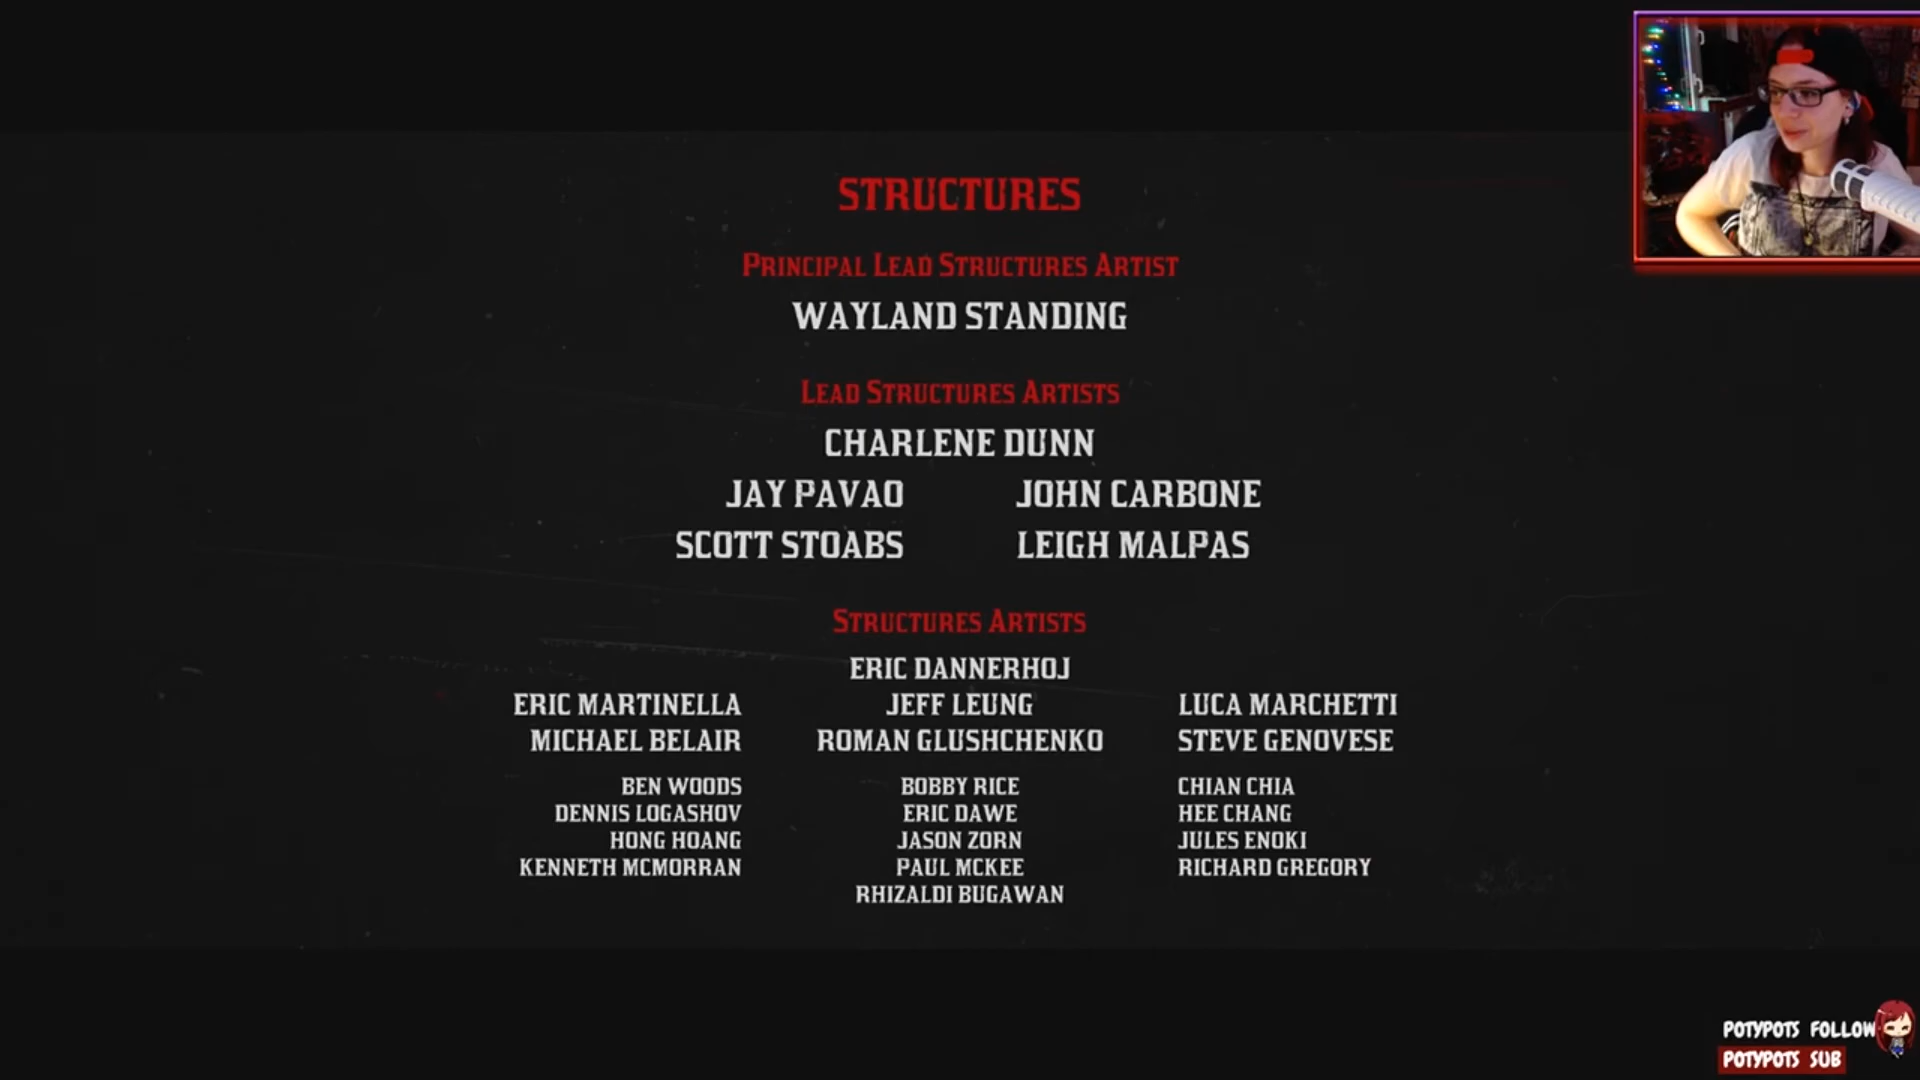 STRUCTURES
PRINCIPAL LEAD STRUCTURES ARTIST
WAYLAND STANDING
LEAD STRUCTURES ARTISTS
CHARLENE DUNN
JAY PAVAO JOHN CARBONE
SCOTT STOABS LEIGH MALPAS
STRUCTURES ARTISTS
ERIC DANNERHOJ
ERIC MARTINELLA JEFF LEUNG LUCA MARCHETTI
MICHAEL BELAIR ROMAN GLUSHCHENKO STEVE GENOVESE
BEN WOODS BOBBY RICE CHIAN CHIA
DENNIS LOGASHOV ERIC DAWE HEE CHANG
HONG HOANG JASON ZORN JULES ENOKI
KENNETH MCMORRAN PAUL MCKEE RICHARD GREGORY
RHIZALDI BUGAWAN
POTYPOTS FOLLOW
POTYPOTS SUB